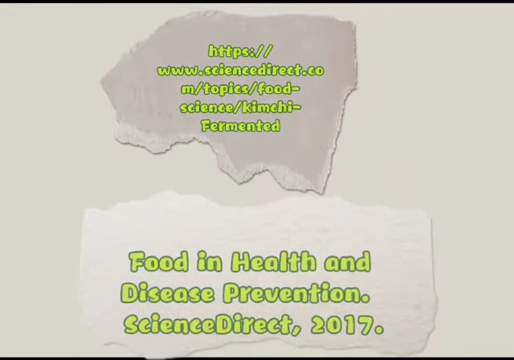 https://
www.sciencedirect.co
m/topics/food-
science/kimchi-
Fermented
Food in Health and
Disease Prevention.
ScienceDirect, 2017.